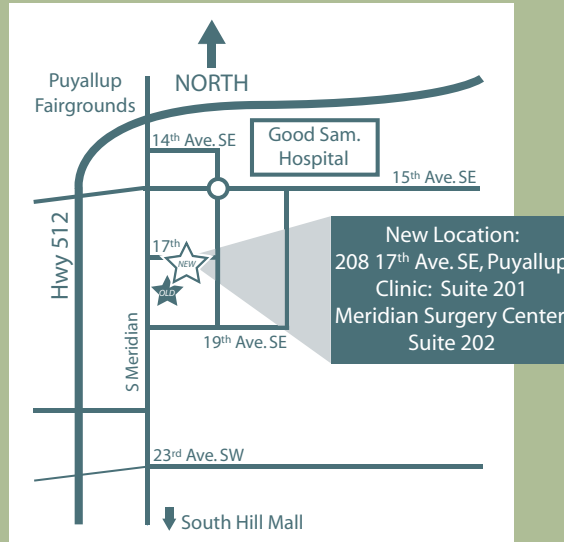 NORTH
Puyallup
Fairgrounds
14th Ave. SE
Good Sam.
Hospital
15th Ave. SE
Hwy 512
17th
NEW
OLD
New Location:
208 17th Ave. SE, Puyallup
Clinic: Suite 201
Meridian Surgery Center
Suite 202
S Meridian
19th Ave. SE
23rd Ave. SW
South Hill Mall